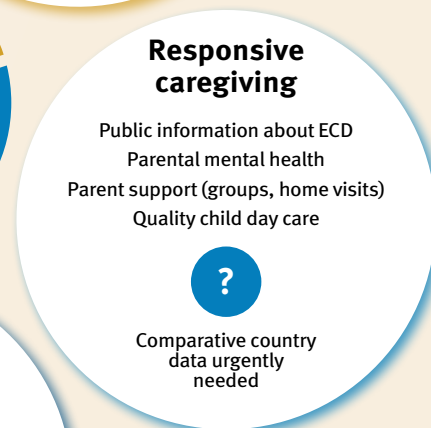 Responsive
caregiving
Public information about ECD
Parental mental health
Parent support (groups, home visits)
Quality child day care
?
Comparative country
data urgently
needed